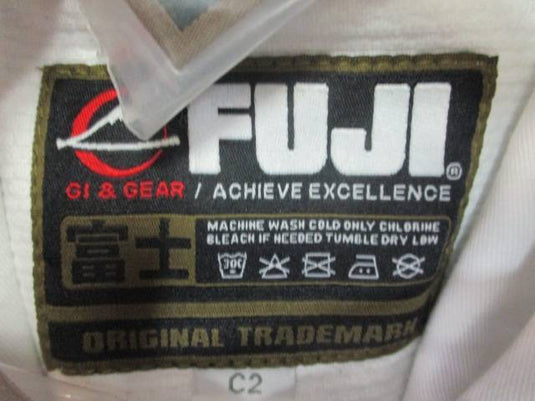 FUJI®
GI & GEAR / ACHIEVE EXCELLENCE
富士
MACHINE WASH COLD ONLY CHLORINE
BLEACH IF NEEDED TUMBLE DRY LOW
30C
ORIGINAL TRADEMARK
C2